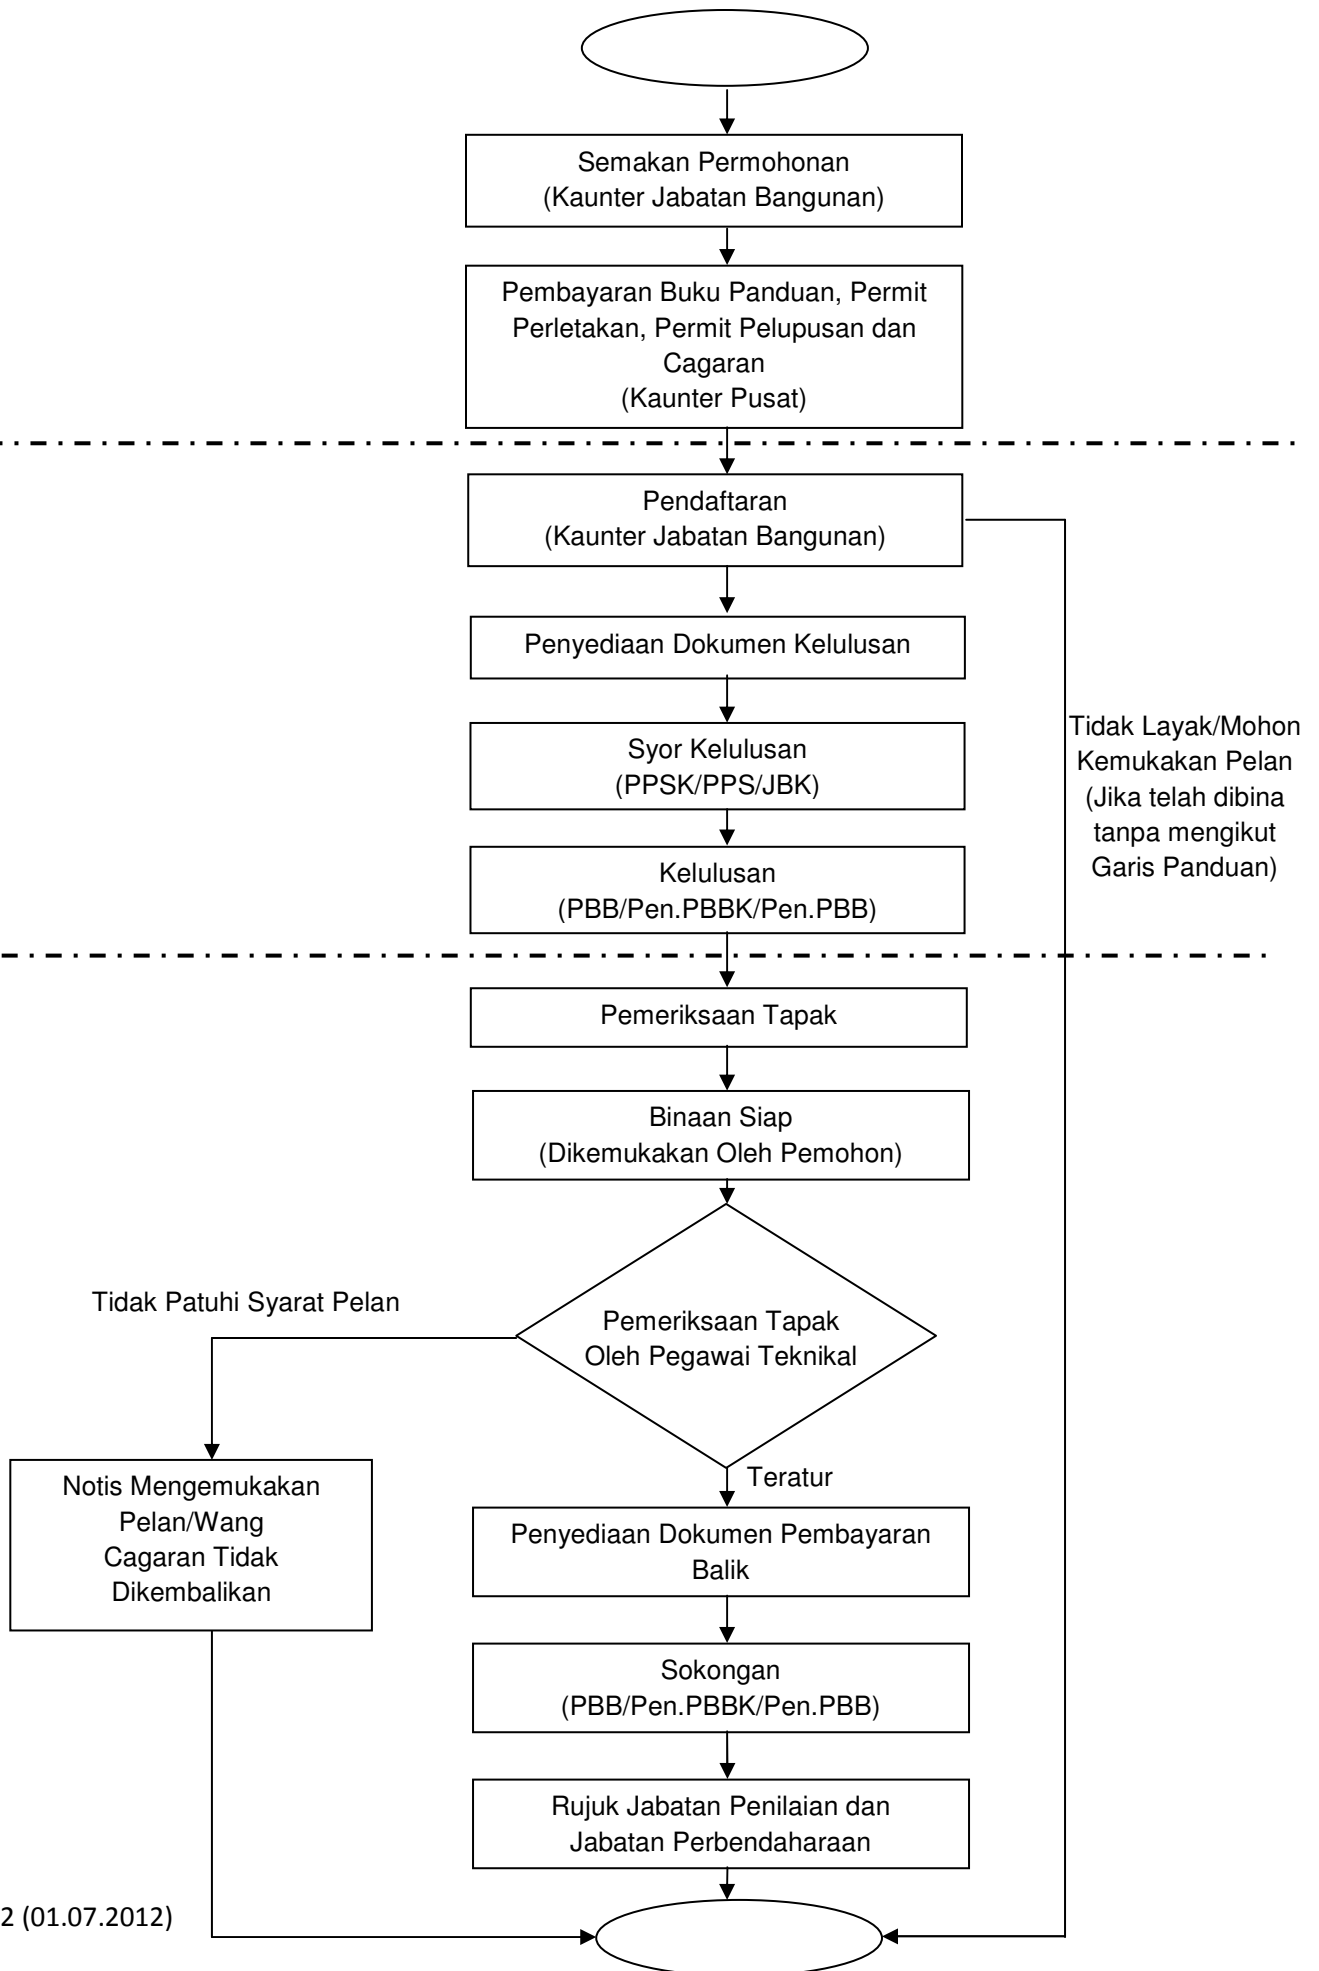 Semakan Permohonan
(Kaunter Jabatan Bangunan)
Pembayaran Buku Panduan, Permit
Perletakan, Permit Pelupusan dan
Cagaran
(Kaunter Pusat)
Pendaftaran
(Kaunter Jabatan Bangunan)
Penyediaan Dokumen Kelulusan
Syor Kelulusan
(PPSK/PPS/JBK)
Tidak Layak/Mohon
Kemukakan Pelan
(Jika telah dibina
tanpa mengikut
Garis Panduan)
Kelulusan
(PBB/Pen.PBBK/Pen.PBB)
Pemeriksaan Tapak
Binaan Siap
(Dikemukakan Oleh Pemohon)
Tidak Patuhi Syarat Pelan
Pemeriksaan Tapak
Oleh Pegawai Teknikal
Teratur
Notis Mengemukakan
Pelan/Wang
Cagaran Tidak
Dikembalikan
Penyediaan Dokumen Pembayaran
Balik
Sokongan
(PBB/Pen.PBBK/Pen.PBB)
Rujuk Jabatan Penilaian dan
Jabatan Perbendaharaan
2 (01.07.2012)